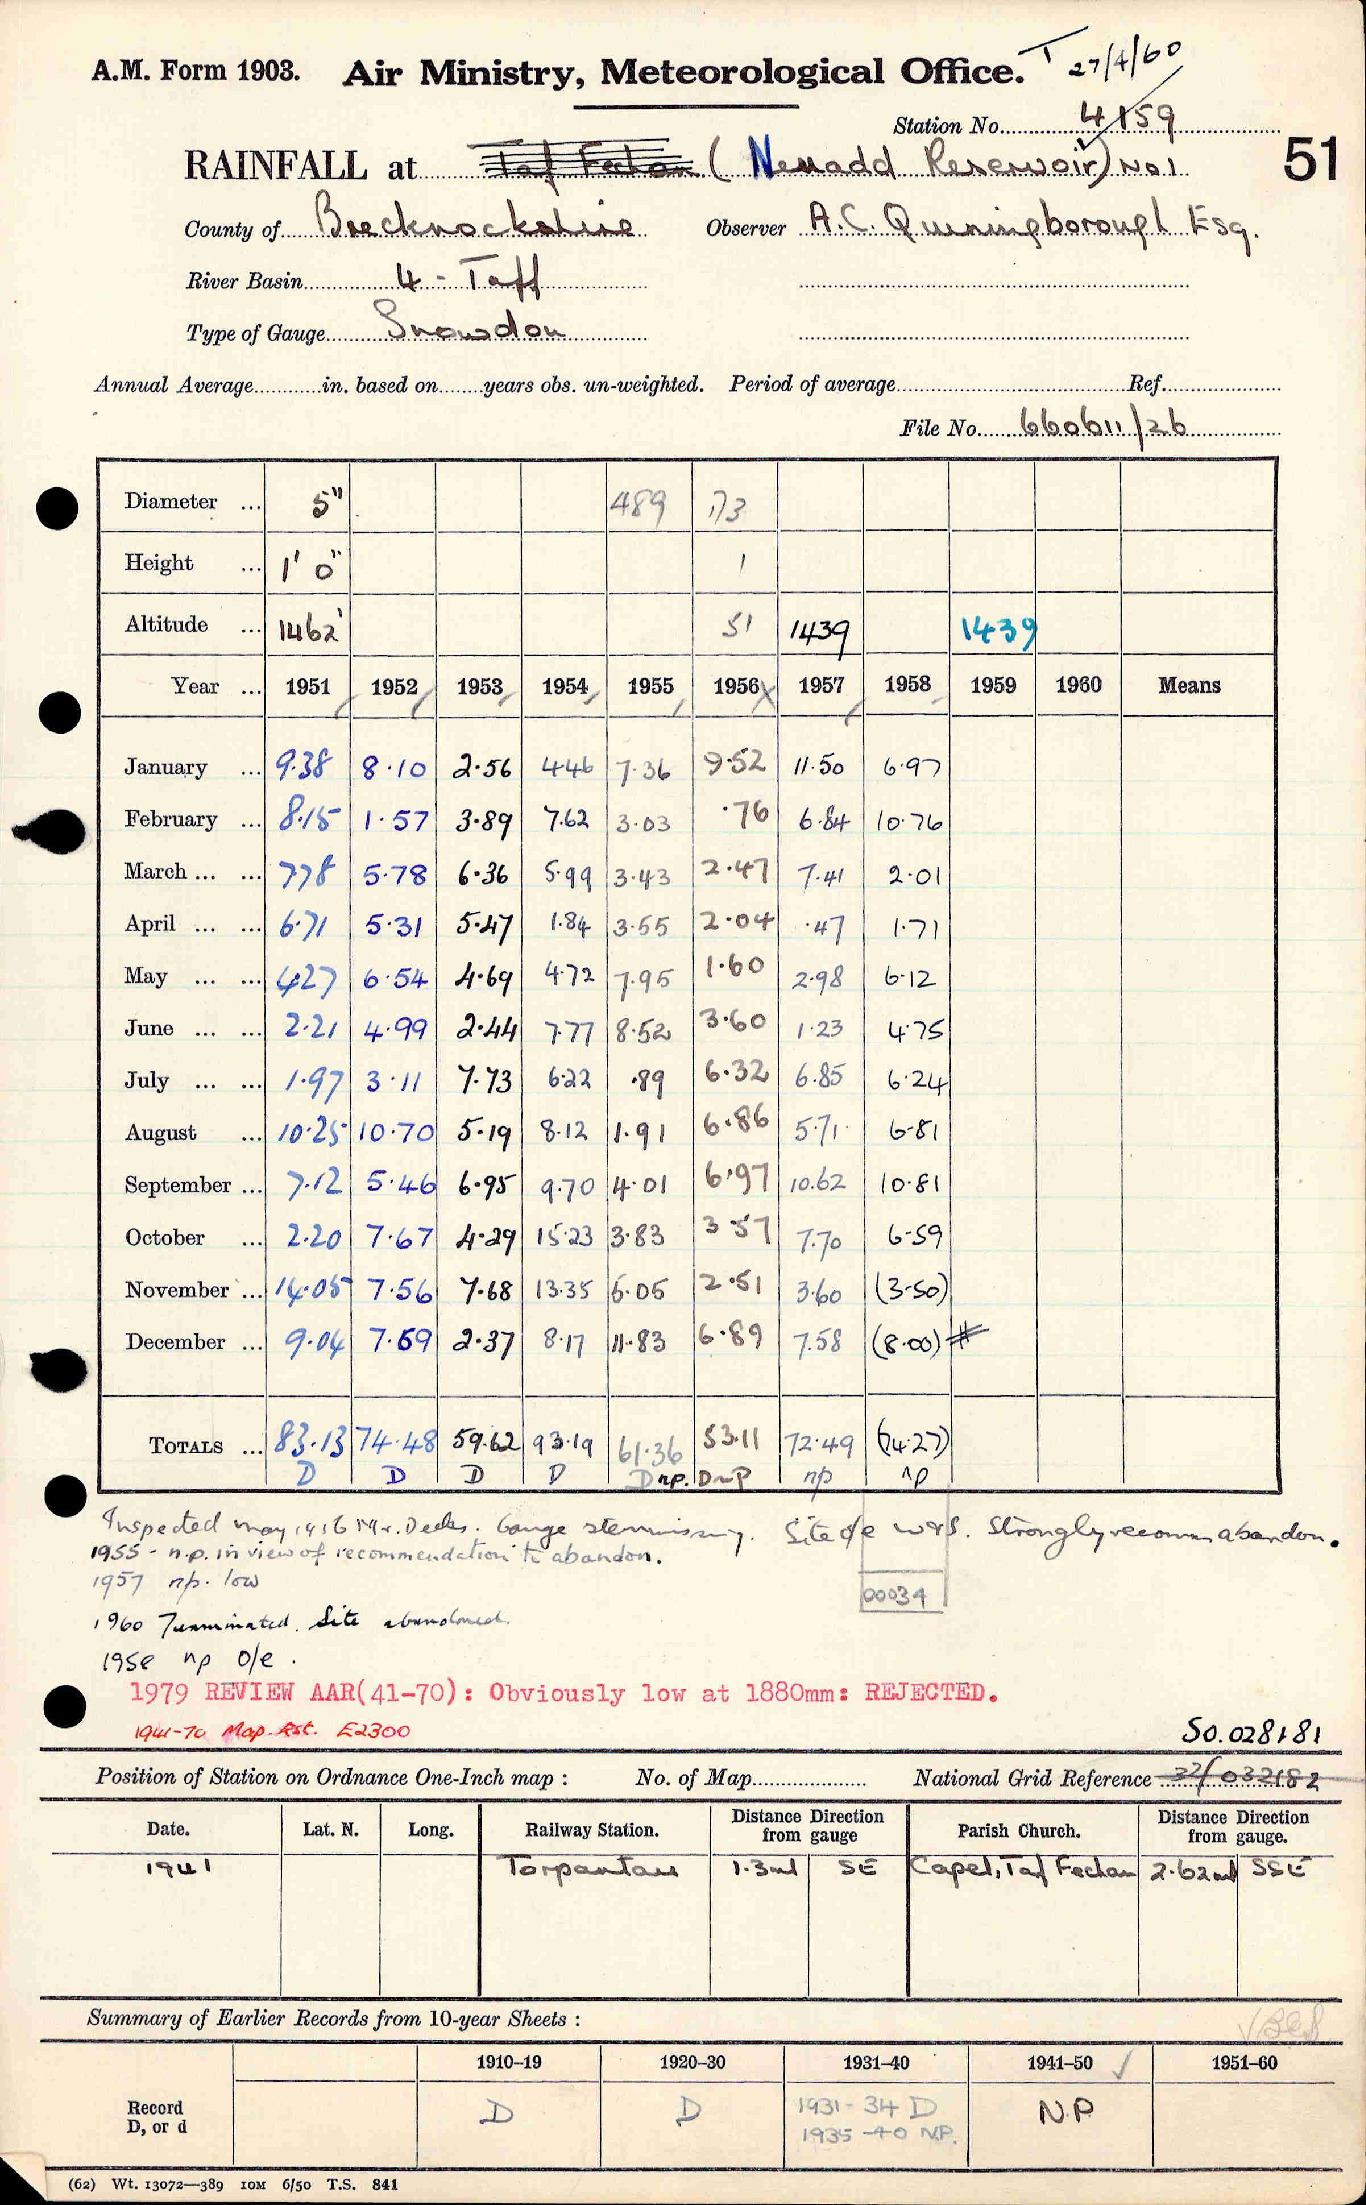 A.M. Form 1903. Air Ministry, Meteorological Office. T 27/4/60
Station No. 4159
RAINFALL at Taf Fechan (Neuadd Reservoir) No 1 51
County of Brecknockshire Observer A.C. Quinningborough Esq.
River Basin 4 - Taff
Type of Gauge Snowdon
Annual Average in. based on years obs. un-weighted. Period of average Ref.
File No. 660611/26
Diameter ... 5" 489 173
Height ... 1' 0" 1
Altitude ... 1462' 51 1439 1439
Year ... 1951 1952 1953 1954 1955 1956 1957 1958 1959 1960 Means
January ... 9.38 8.10 2.56 4.46 7.36 9.52 11.50 6.97
February ... 8.15 1.57 3.89 7.62 3.03 .76 6.84 10.76
March ... ... 7.78 5.78 6.36 5.99 3.43 2.47 7.41 2.01
April ... ... 6.71 5.31 5.47 1.84 3.55 2.04 .47 1.71
May ... ... 4.27 6.54 4.69 4.72 7.95 1.60 2.98 6.12
June ... ... 2.21 4.99 2.44 7.77 8.52 3.60 1.23 4.75
July ... ... 1.97 3.11 7.73 6.22 .89 6.32 6.85 6.24
August ... 10.25 10.70 5.19 8.12 1.91 6.86 5.71 6.81
September ... 7.12 5.46 6.95 9.70 4.01 6.97 10.62 10.81
October ... 2.20 7.67 4.29 15.23 3.83 3.57 7.70 6.59
November ... 14.05 7.56 7.68 13.35 5.05 2.51 3.60 (3.50)
December ... 9.04 7.69 2.37 8.17 11.83 6.89 7.58 (8.00) #
TOTALS ... 83.13 74.48 59.62 93.19 61.36 53.11 72.49 (74.27)
D D D D D np. D nP np np
Inspected May 1956 Mr. Deeks. Gauge stem missing. Site o/e W & S. Strongly recomm abandon.
1955 - n.p. in view of recommendation to abandon.
1957 np. low
00034
1960 Terminated. Site abandoned.
1958 np o/e.
1979 REVIEW AAR(41-70): Obviously low at 1880mm: REJECTED.
1941-70 Map Est. E2300
SO.028181
Position of Station on Ordnance One-Inch map : No. of Map National Grid Reference 32/032182
Date. Lat. N. Long. Railway Station. Distance Direction from gauge Parish Church. Distance Direction from gauge.
1941 Torpantau 1.3ml SE Capel, Taf Fechan 2.62ml SSE
Summary of Earlier Records from 10-year Sheets :
1910–19 1920–30 1931–40 1941–50 1951–60
Record D, or d D D 1931-34 D N.P
1935-40 N.P.
(62) Wt. 13072—389 10M 6/50 T.S. 841